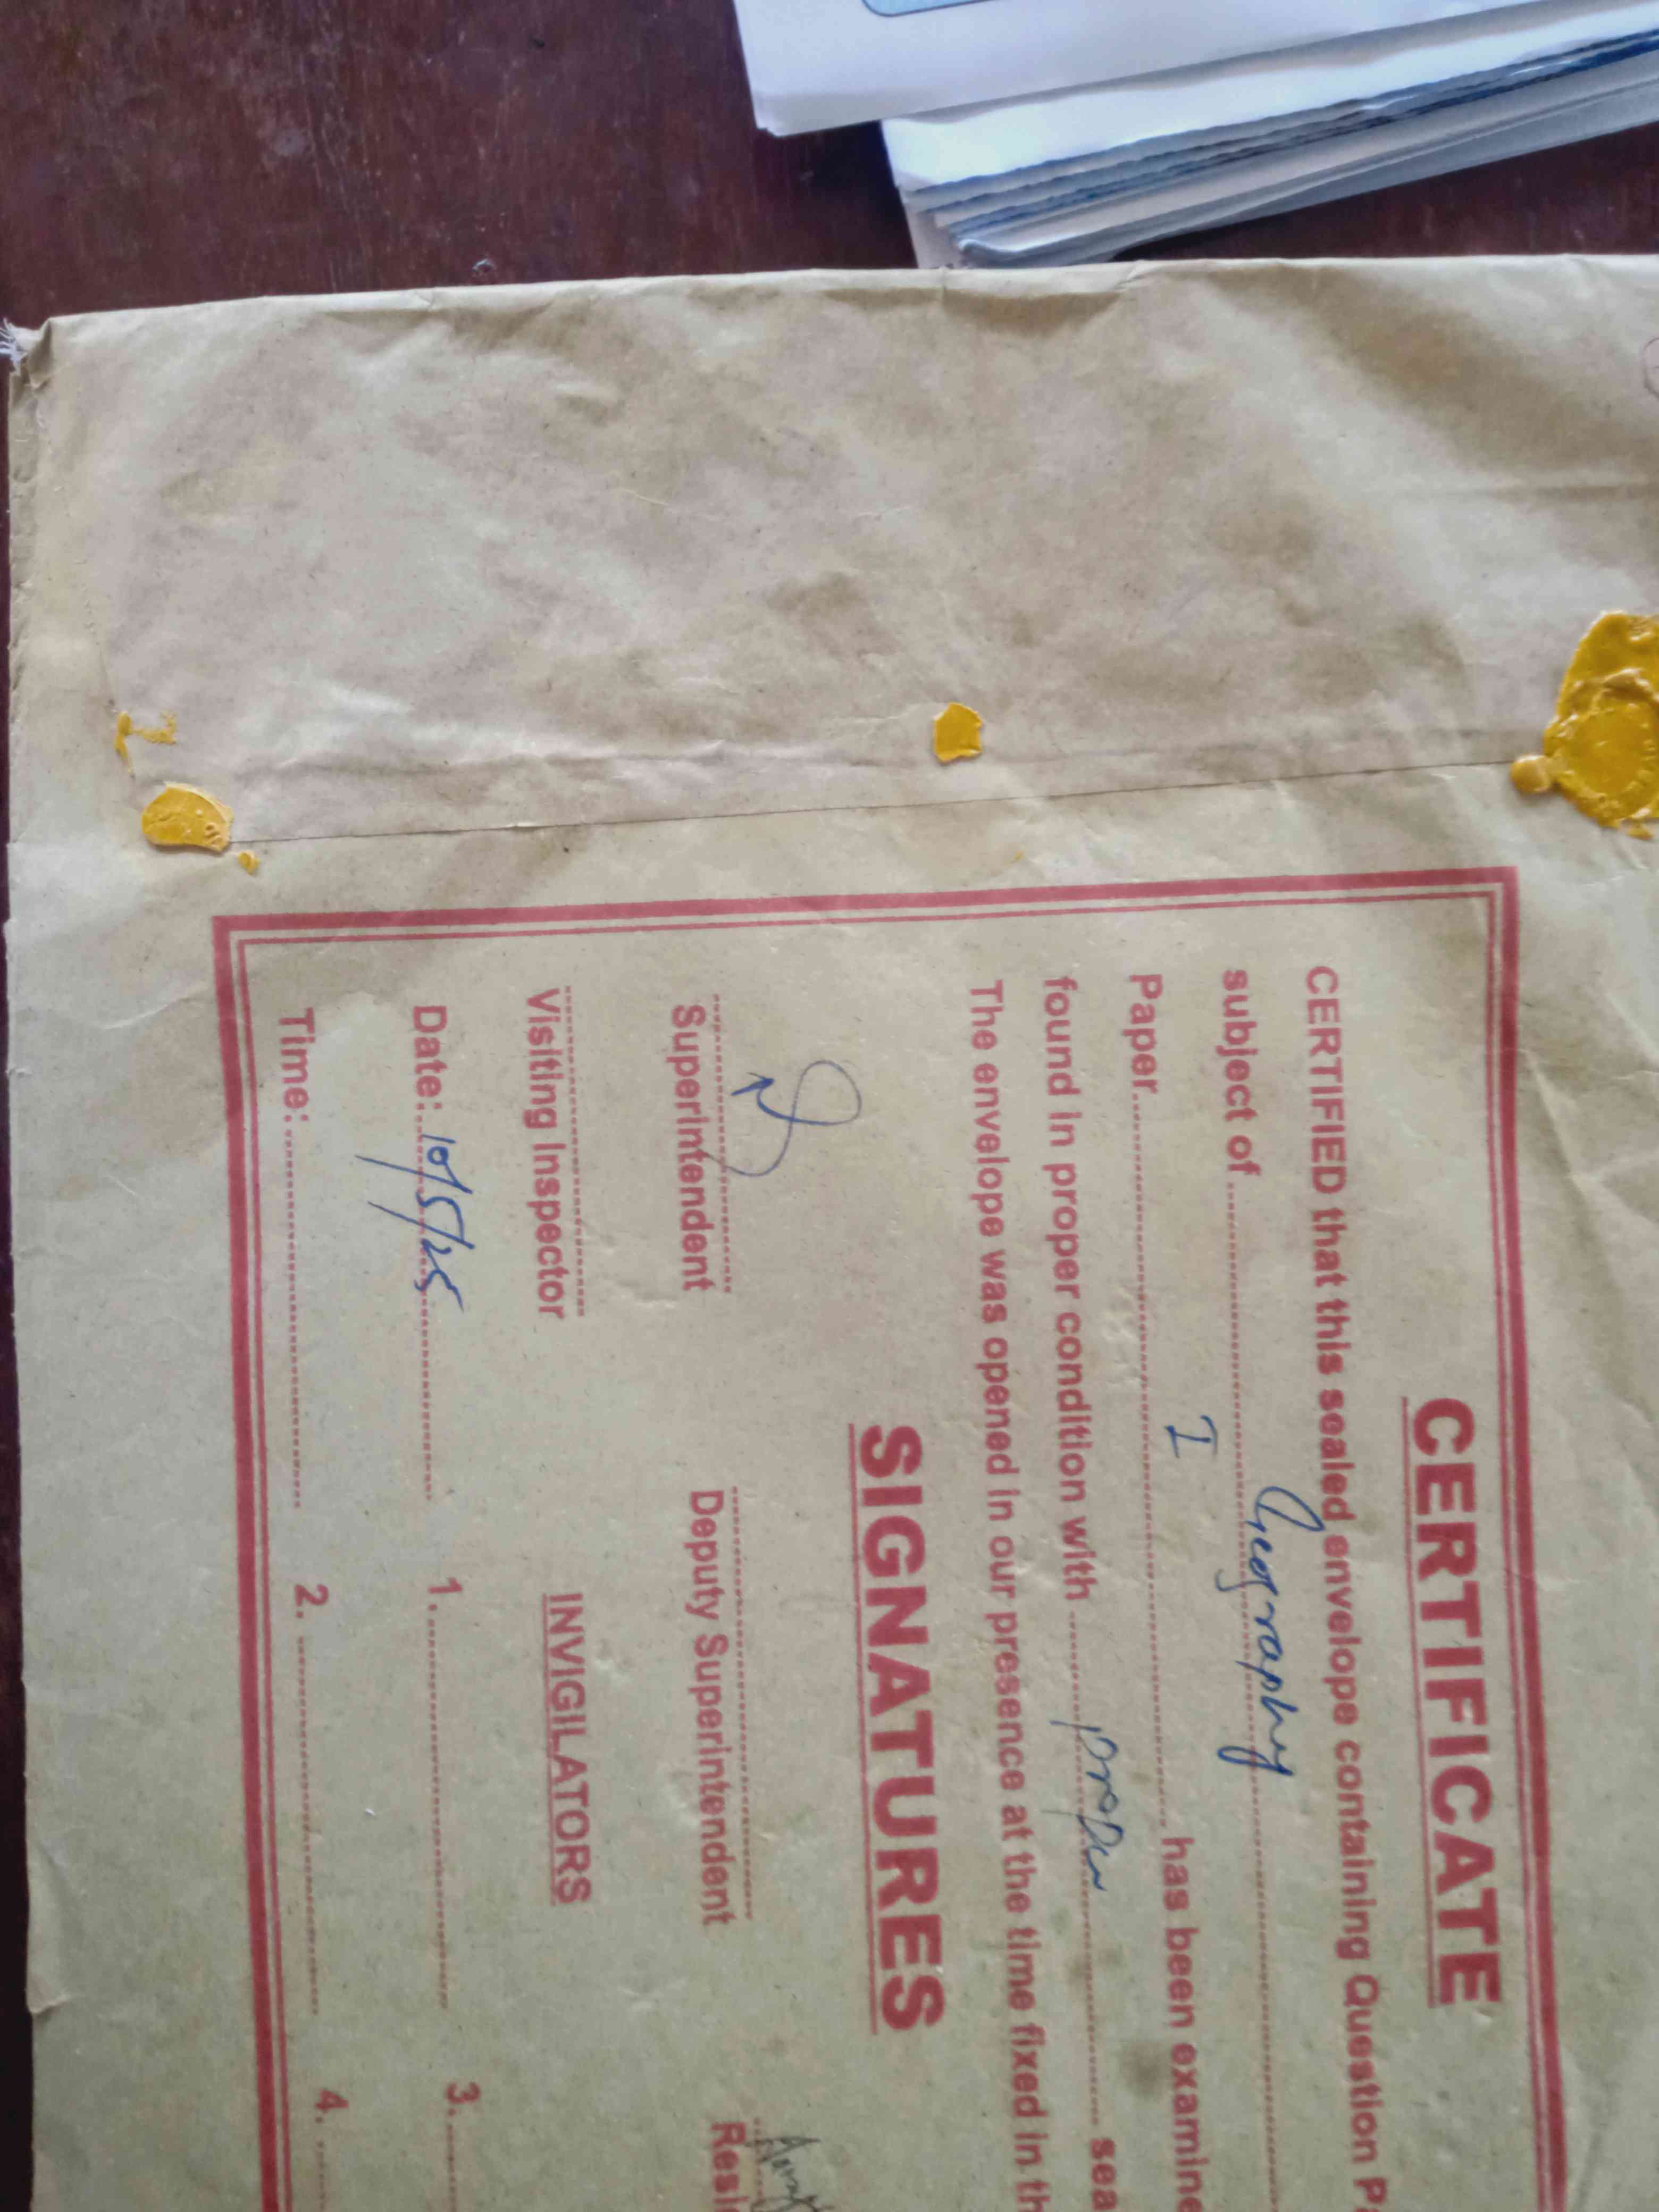 CERTIFICATE
CERTIFIED that this sealed envelope containing Question Pa
subject of Geography
Paper I has been examine
found in proper condition with proper sea
The envelope was opened in our presence at the time fixed in th
SIGNATURES
Superintendent Deputy Superintendent Resi
Visiting Inspector INVIGILATORS
Date: 10/5/25 1. 3.
Time: 2. 4.